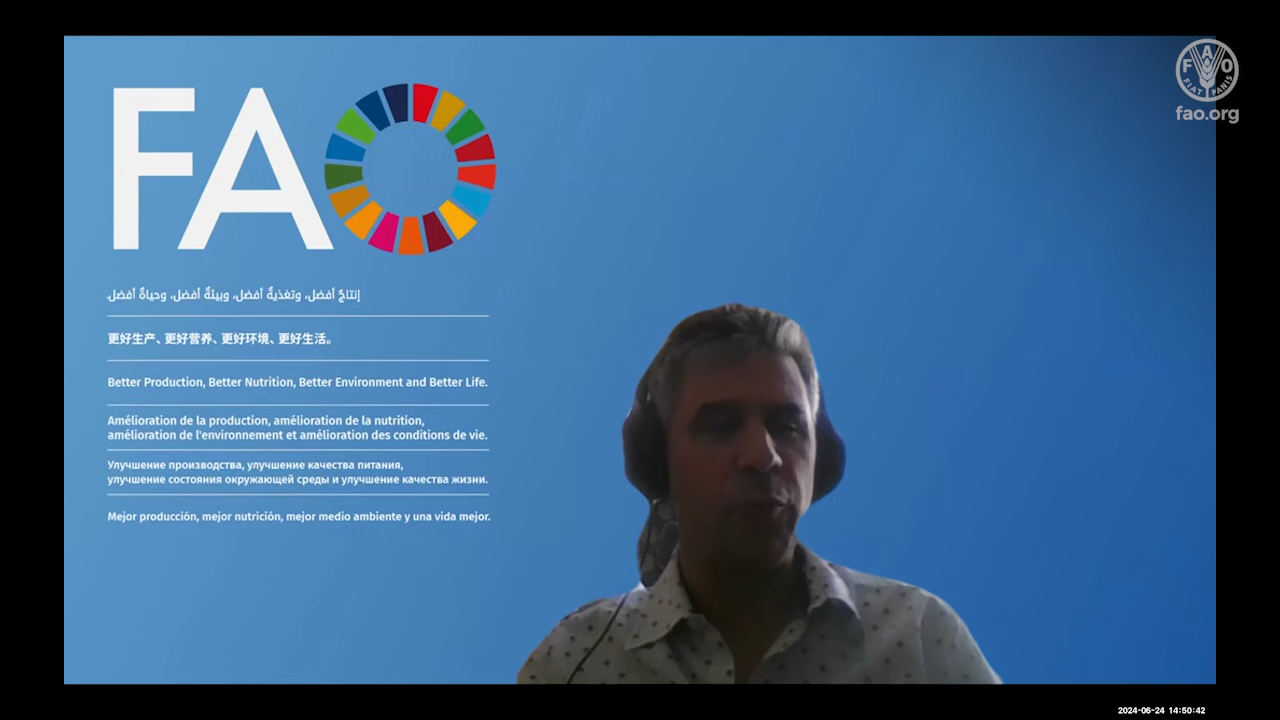 FAO
إنتاجٌ أفضل، وتغذيةٌ أفضل، وبيئةٌ أفضل، وحياةٌ أفضل.
更好生产、更好营养、更好环境、更好生活。
Better Production, Better Nutrition, Better Environment and Better Life.
Amélioration de la production, amélioration de la nutrition,
amélioration de l'environnement et amélioration des conditions de vie.
Улучшение производства, улучшение качества питания,
улучшение состояния окружающей среды и улучшение качества жизни.
Mejor producción, mejor nutrición, mejor medio ambiente y una vida mejor.
FAO
FIAT PANIS
fao.org
2024-06-24 14:50:42